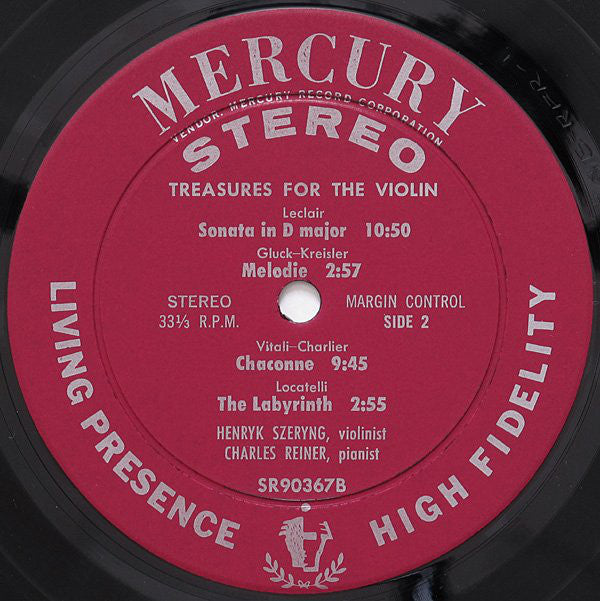 MERCURY
VENDOR: MERCURY RECORD CORPORATION
STEREO
TREASURES FOR THE VIOLIN
Leclair
Sonata in D major 10:50
Gluck–Kreisler
Melodie 2:57
STEREO
33⅓ R.P.M.
MARGIN CONTROL
SIDE 2
Vitali–Charlier
Chaconne 9:45
Locatelli
The Labyrinth 2:55
HENRYK SZERYNG, violinist
CHARLES REINER, pianist
SR90367B
LIVING PRESENCE
HIGH FIDELITY